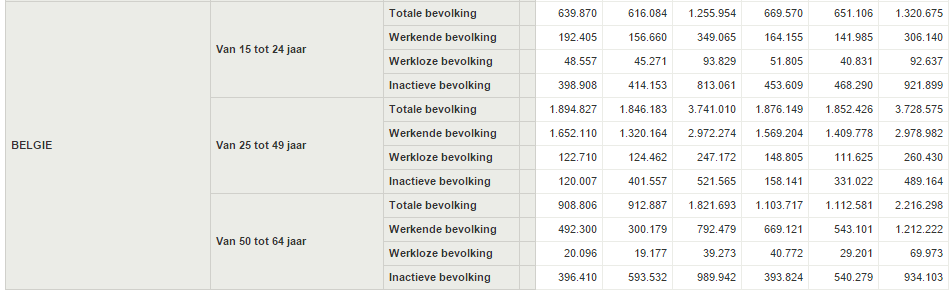 Totale bevolking 639.870 616.084 1.255.954 669.570 651.106 1.320.675
Werkende bevolking 192.405 156.660 349.065 164.155 141.985 306.140
Van 15 tot 24 jaar
Werkloze bevolking 48.557 45.271 93.829 51.805 40.831 92.637
Inactieve bevolking 398.908 414.153 813.061 453.609 468.290 921.899
Totale bevolking 1.894.827 1.846.183 3.741.010 1.876.149 1.852.426 3.728.575
Werkende bevolking 1.652.110 1.320.164 2.972.274 1.569.204 1.409.778 2.978.982
BELGIE Van 25 tot 49 jaar
Werkloze bevolking 122.710 124.462 247.172 148.805 111.625 260.430
Inactieve bevolking 120.007 401.557 521.565 158.141 331.022 489.164
Totale bevolking 908.806 912.887 1.821.693 1.103.717 1.112.581 2.216.298
Werkende bevolking 492.300 300.179 792.479 669.121 543.101 1.212.222
Van 50 tot 64 jaar
Werkloze bevolking 20.096 19.177 39.273 40.772 29.201 69.973
Inactieve bevolking 396.410 593.532 989.942 393.824 540.279 934.103